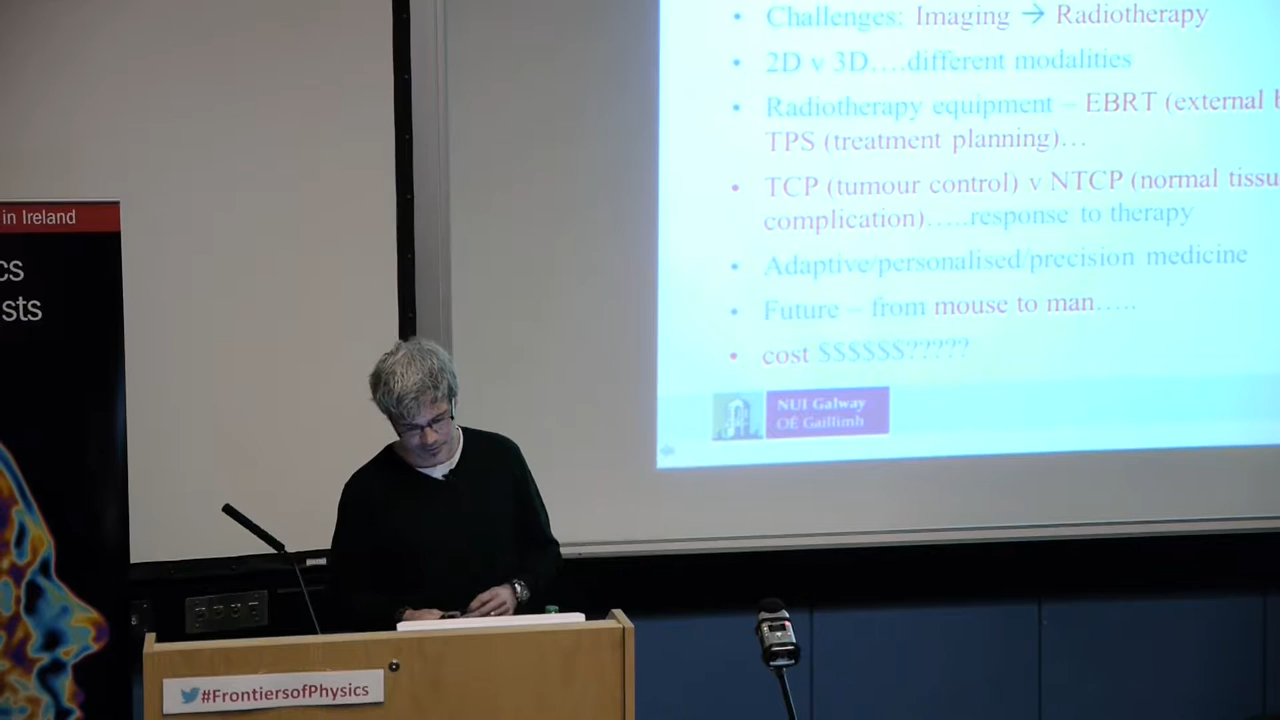 • Challenges: Imaging → Radiotherapy
• 2D v 3D….different modalities
• Radiotherapy equipment – EBRT (external
TPS (treatment planning)…
• TCP (tumour control) v NTCP (normal tissu
complication)…..response to therapy
• Adaptive/personalised/precision medicine
• Future – from mouse to man…..
• cost $$$$$$?????
NUI Galway
OÉ Gaillimh
in Ireland
cs
sts
#FrontiersofPhysics